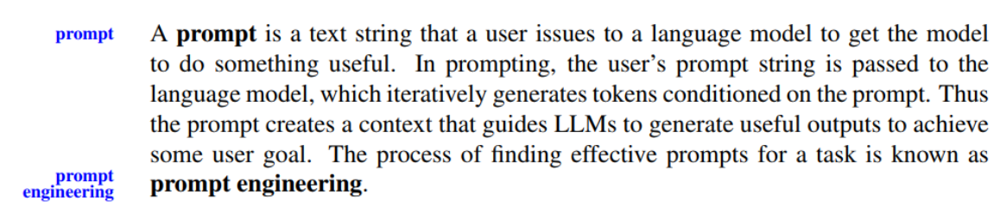 prompt
A prompt is a text string that a user issues to a language model to get the model
to do something useful. In prompting, the user's prompt string is passed to the
language model, which iteratively generates tokens conditioned on the prompt. Thus
the prompt creates a context that guides LLMs to generate useful outputs to achieve
some user goal. The process of finding effective prompts for a task is known as
prompt
engineering
prompt engineering.